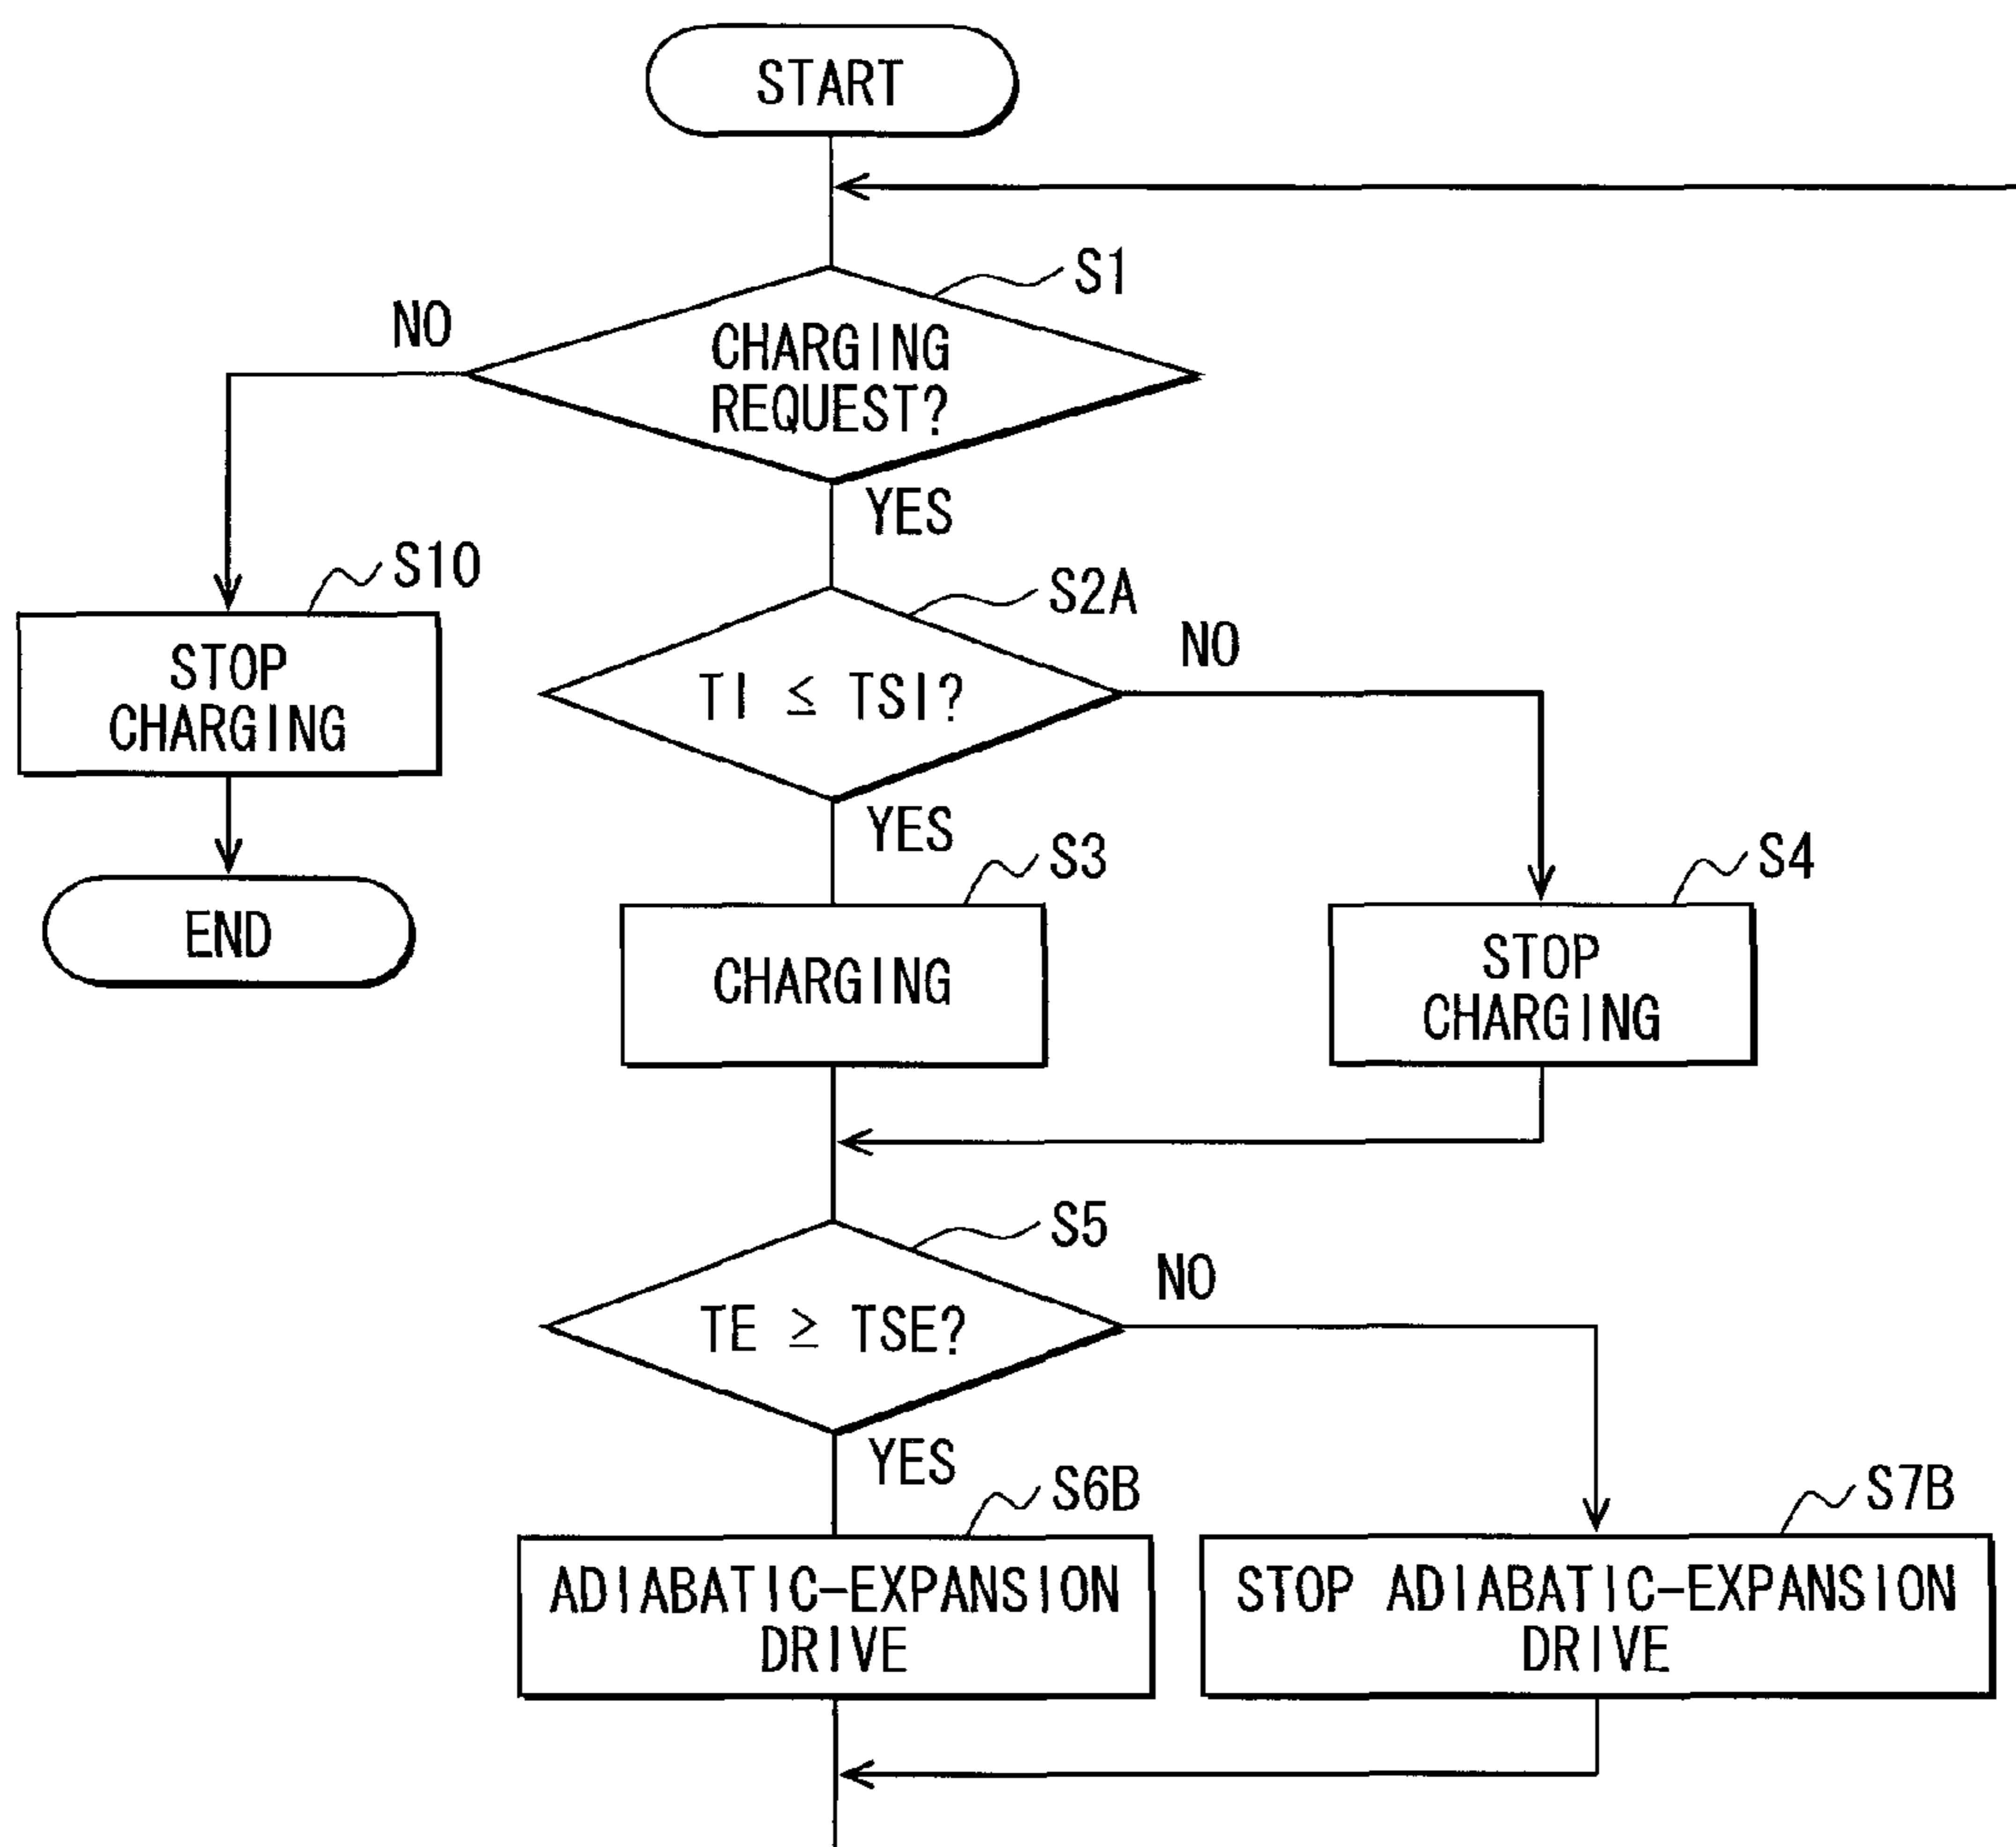 START
S1
NO
CHARGING
REQUEST?
YES
S10
STOP
CHARGING
END
S2A
NO
TI ≤ TSI?
YES
S3
CHARGING
S4
STOP
CHARGING
S5
NO
TE ≥ TSE?
YES
S6B
ADIABATIC-EXPANSION
DRIVE
S7B
STOP ADIABATIC-EXPANSION
DRIVE